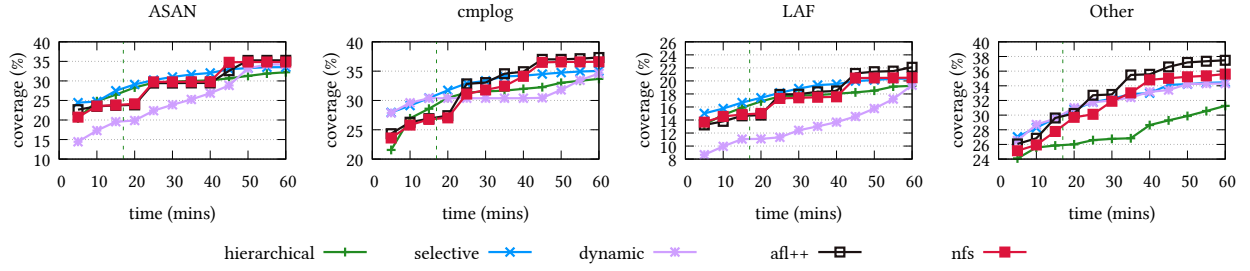 ASAN cmplog LAF Other
coverage (%) coverage (%) coverage (%) coverage (%)
40 40 26 40
35 35 24 38
30 30 22 36
25 25 20 34
20 20 18 32
15 16 30
10 14 28
12 26
10 24
8
0 10 20 30 40 50 60 0 10 20 30 40 50 60 0 10 20 30 40 50 60 0 10 20 30 40 50 60
time (mins) time (mins) time (mins) time (mins)
hierarchical selective dynamic afl++ nfs